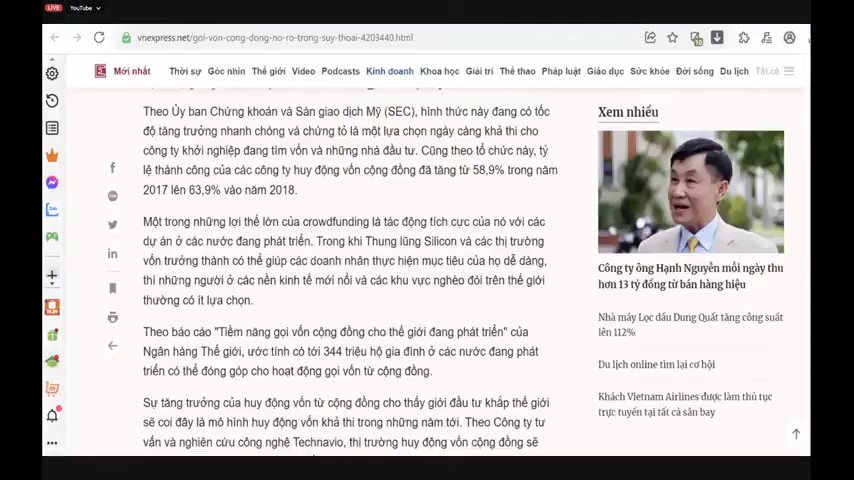 LIVE
YouTube
vnexpress.net/goi-von-cong-dong-no-ro-trong-suy-thoai-4203440.html
Mới nhất Thời sự Góc nhìn Thế giới Video Podcasts Kinh doanh Khoa học Giải trí Thể thao Pháp luật Giáo dục Sức khỏe Đời sống Du lịch Tất cả
Theo Ủy ban Chứng khoán và Sàn giao dịch Mỹ (SEC), hình thức này đang có tốc
độ tăng trưởng nhanh chóng và chứng tỏ là một lựa chọn ngày càng khả thi cho
công ty khởi nghiệp đang tìm vốn và những nhà đầu tư. Cũng theo tổ chức này, tỷ
lệ thành công của các công ty huy động vốn cộng đồng đã tăng từ 58,9% trong năm
2017 lên 63,9% vào năm 2018.
Một trong những lợi thế lớn của crowdfunding là tác động tích cực của nó với các
dự án ở các nước đang phát triển. Trong khi Thung lũng Silicon và các thị trường
vốn trưởng thành có thể giúp các doanh nhân thực hiện mục tiêu của họ dễ dàng,
thì những người ở các nền kinh tế mới nổi và các khu vực nghèo đói trên thế giới
thường có ít lựa chọn.
Theo báo cáo "Tiềm năng gọi vốn cộng đồng cho thế giới đang phát triển" của
Ngân hàng Thế giới, ước tính có tới 344 triệu hộ gia đình ở các nước đang phát
triển có thể đóng góp cho hoạt động gọi vốn từ cộng đồng.
Sự tăng trưởng của huy động vốn từ cộng đồng cho thấy giới đầu tư khắp thế giới
sẽ coi đây là mô hình huy động vốn khả thi trong những năm tới. Theo Công ty tư
vấn và nghiên cứu công nghệ Technavio, thị trường huy động vốn cộng đồng sẽ
Xem nhiều
Công ty ông Hạnh Nguyễn mỗi ngày thu
hơn 13 tỷ đồng từ bán hàng hiệu
Nhà máy Lọc dầu Dung Quất tăng công suất
lên 112%
Du lịch online tìm lại cơ hội
Khách Vietnam Airlines được làm thủ tục
trực tuyến tại tất cả sân bay